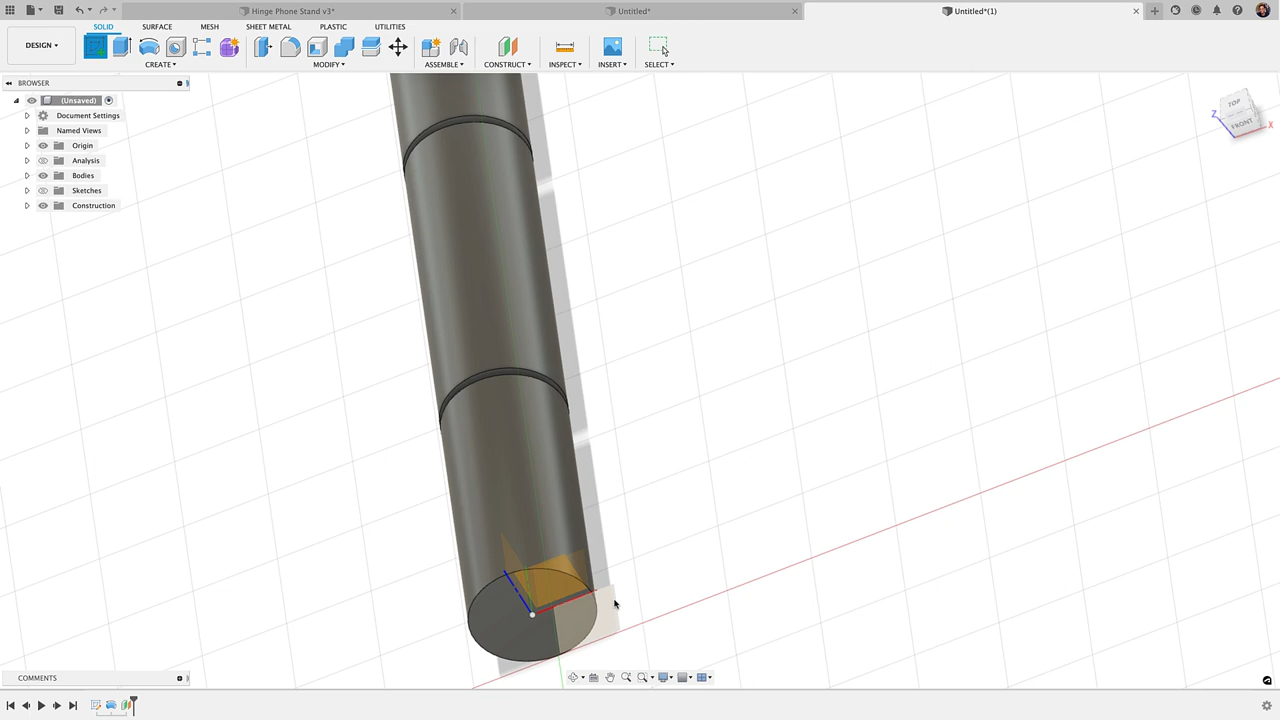 Hinge Phone Stand v3*
Untitled*
Untitled*(1)
DESIGN
SOLID
SURFACE
MESH
SHEET METAL
PLASTIC
UTILITIES
CREATE
MODIFY
ASSEMBLE
CONSTRUCT
INSPECT
INSERT
SELECT
BROWSER
(Unsaved)
Document Settings
Named Views
Origin
Analysis
Bodies
Sketches
Construction
TOP
FRONT
Z
X
COMMENTS